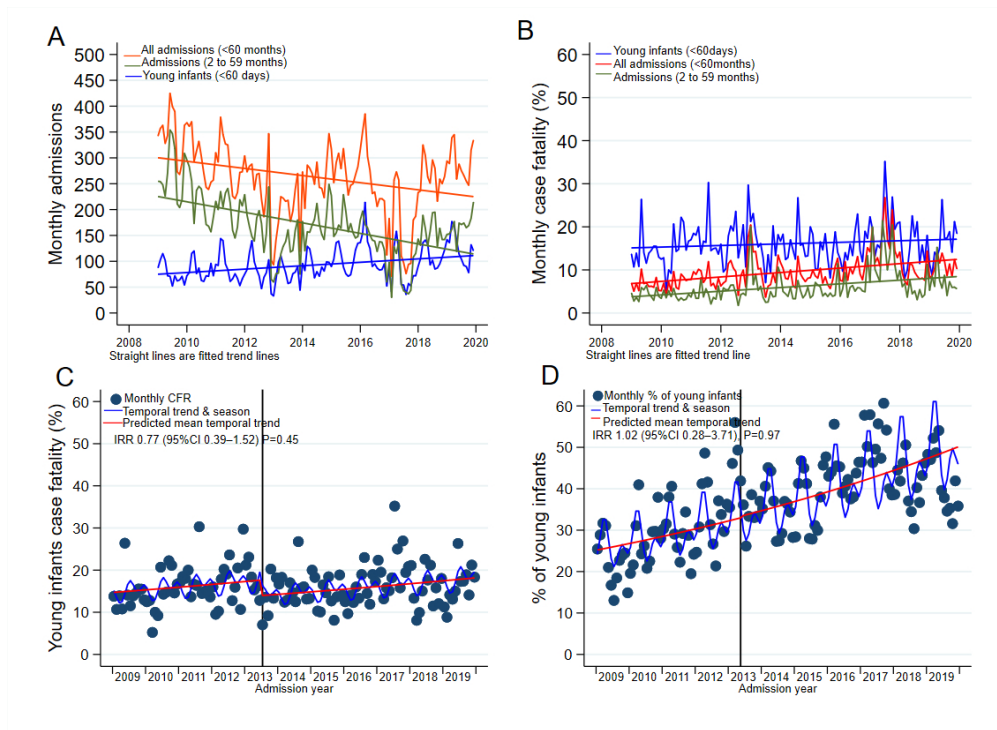 A
Monthly admissions
500
450
400
350
300
250
200
150
100
50
0
All admissions (<60 months)
Admissions (2 to 59 months)
Young infants (<60 days)
2008 2010 2012 2014 2016 2018 2020
Straight lines are fitted trend lines
B
Monthly case fatality (%)
60
50
40
30
20
10
0
Young infants (<60days)
All admissions (<60months)
Admissions (2 to 59 months)
2008 2010 2012 2014 2016 2018 2020
Straight lines are fitted trend line
C
Young infants case fatality (%)
60
50
40
30
20
10
0
Monthly CFR
Temporal trend & season
Predicted mean temporal trend
IRR 0.77 (95%CI 0.39–1.52) P=0.45
2009 2010 2011 2012 2013 2014 2015 2016 2017 2018 2019
Admission year
D
% of young infants
60
50
40
30
20
10
0
Monthly % of young infants
Temporal trend & season
Predicted mean temporal trend
IRR 1.02 (95%CI 0.28–3.71), P=0.97
2009 2010 2011 2012 2013 2014 2015 2016 2017 2018 2019
Admission year